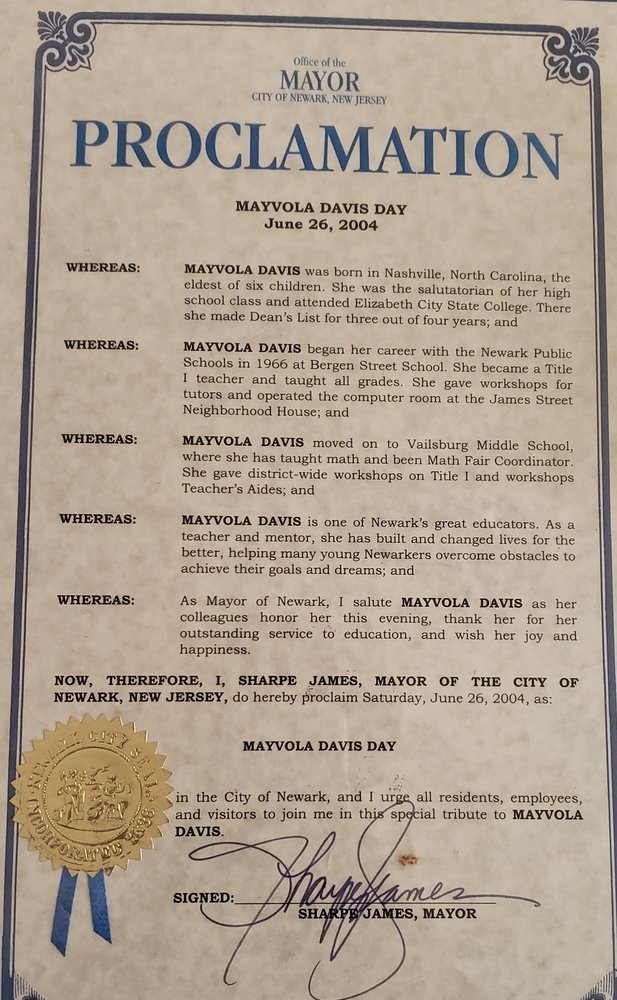 Office of the
MAYOR
CITY OF NEWARK, NEW JERSEY
PROCLAMATION
MAYVOLA DAVIS DAY
June 26, 2004
WHEREAS: MAYVOLA DAVIS was born in Nashville, North Carolina, the
eldest of six children. She was the salutatorian of her high
school class and attended Elizabeth City State College. There
she made Dean's List for three out of four years; and
WHEREAS: MAYVOLA DAVIS began her career with the Newark Public
Schools in 1966 at Bergen Street School. She became a Title
I teacher and taught all grades. She gave workshops for
tutors and operated the computer room at the James Street
Neighborhood House; and
WHEREAS: MAYVOLA DAVIS moved on to Vailsburg Middle School,
where she has taught math and been Math Fair Coordinator.
She gave district-wide workshops on Title I and workshops
Teacher's Aides; and
WHEREAS: MAYVOLA DAVIS is one of Newark's great educators. As a
teacher and mentor, she has built and changed lives for the
better, helping many young Newarkers overcome obstacles to
achieve their goals and dreams; and
WHEREAS: As Mayor of Newark, I salute MAYVOLA DAVIS as her
colleagues honor her this evening, thank her for her
outstanding service to education, and wish her joy and
happiness.
NOW, THEREFORE, I, SHARPE JAMES, MAYOR OF THE CITY OF
NEWARK, NEW JERSEY, do hereby proclaim Saturday, June 26, 2004, as:
MAYVOLA DAVIS DAY
in the City of Newark, and I urge all residents, employees,
and visitors to join me in this special tribute to MAYVOLA
DAVIS.
NEWARK CITY SEAL
INCORPORATED 1836
SIGNED: Sharpe James
SHARPE JAMES, MAYOR